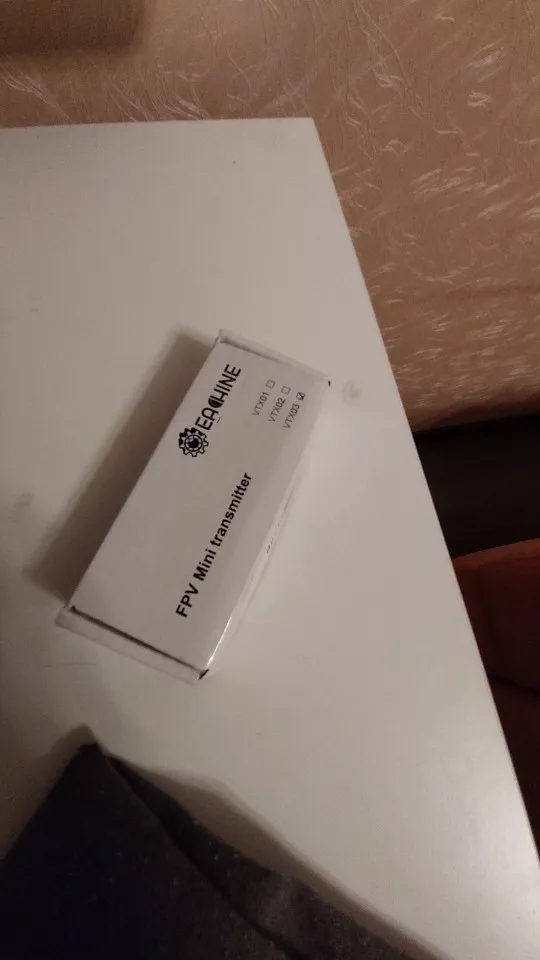 EACHINE
VTX01 ☐
VTX02 ☐
VTX03 ☑
FPV Mini transmitter